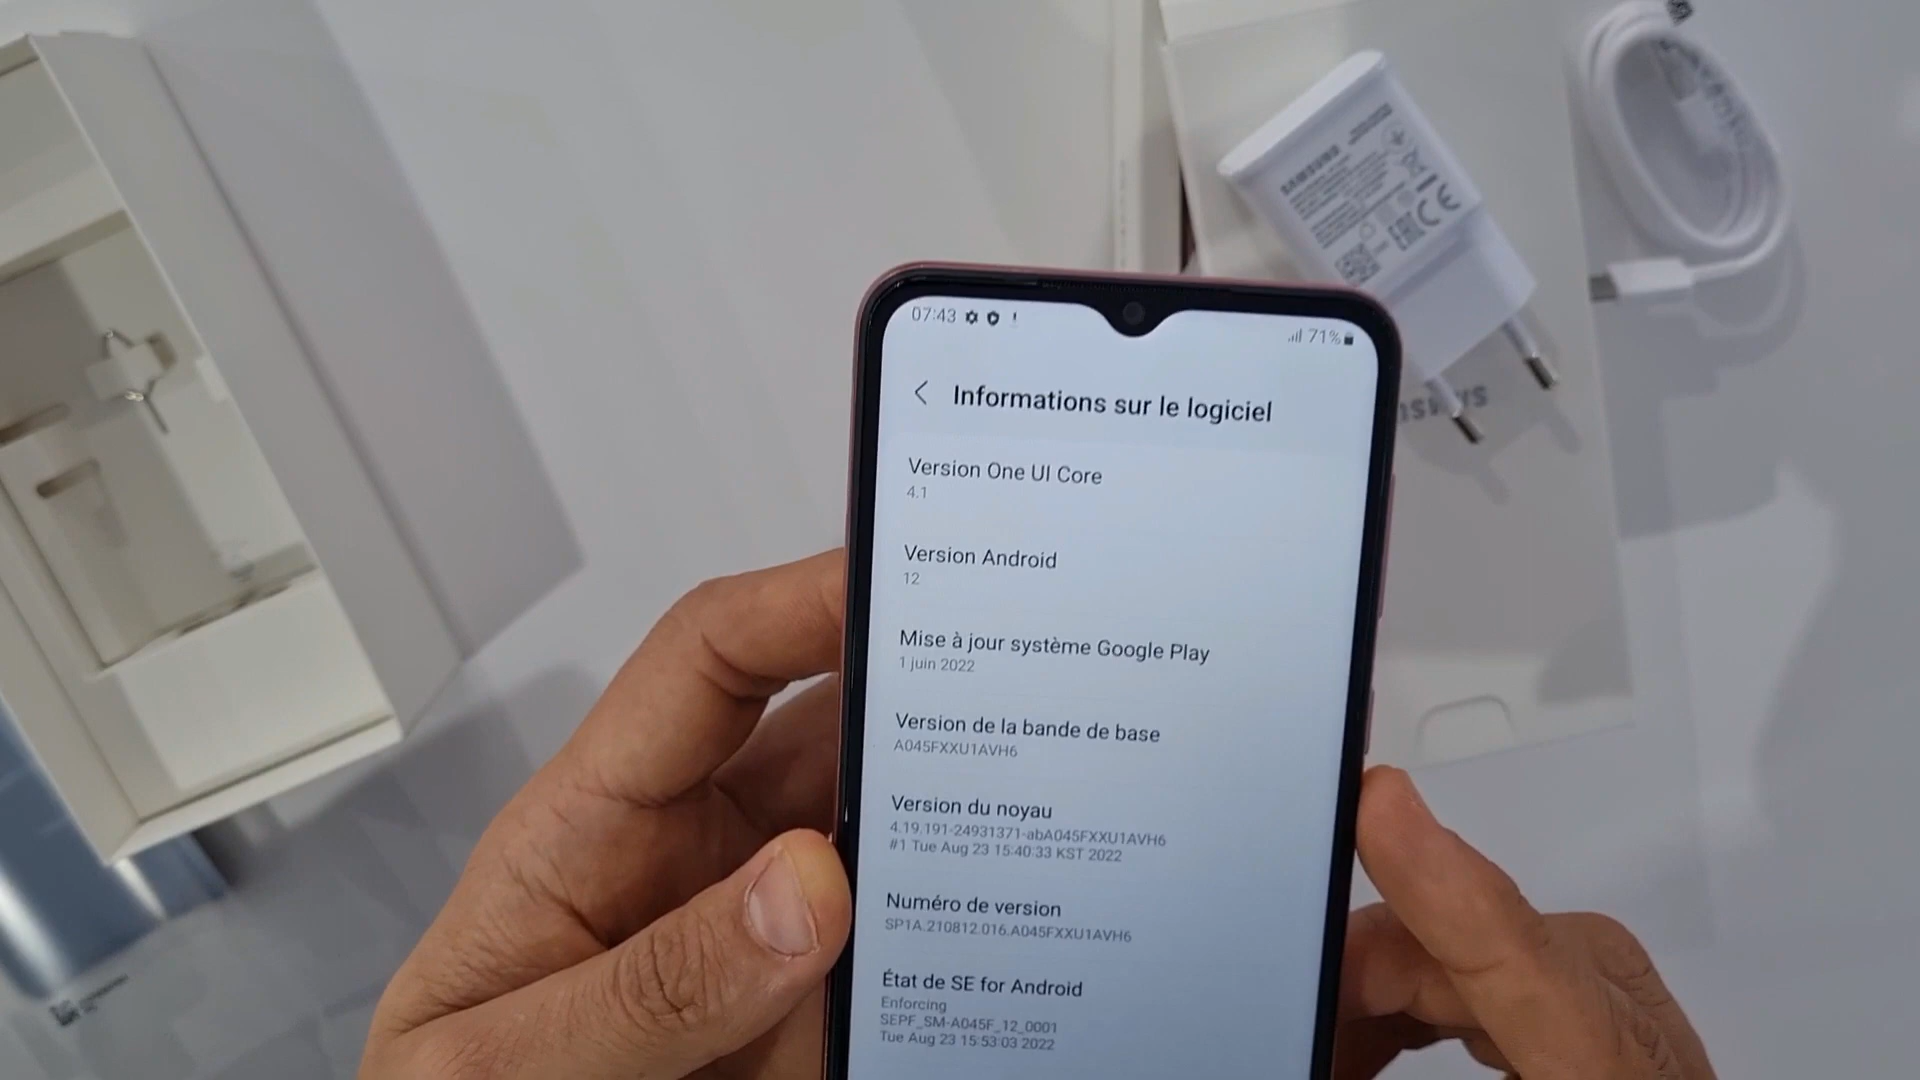 07:43
71%
Informations sur le logiciel
Version One UI Core
4.1
Version Android
12
Mise à jour système Google Play
1 juin 2022
Version de la bande de base
A045FXXU1AVH6
Version du noyau
4.19.191-24931371-abA045FXXU1AVH6
#1 Tue Aug 23 15:40:33 KST 2022
Numéro de version
SP1A.210812.016.A045FXXU1AVH6
État de SE for Android
Enforcing
SEPF_SM-A045F_12_0001
Tue Aug 23 15:53:03 2022
SAMSUNG
EAC CE